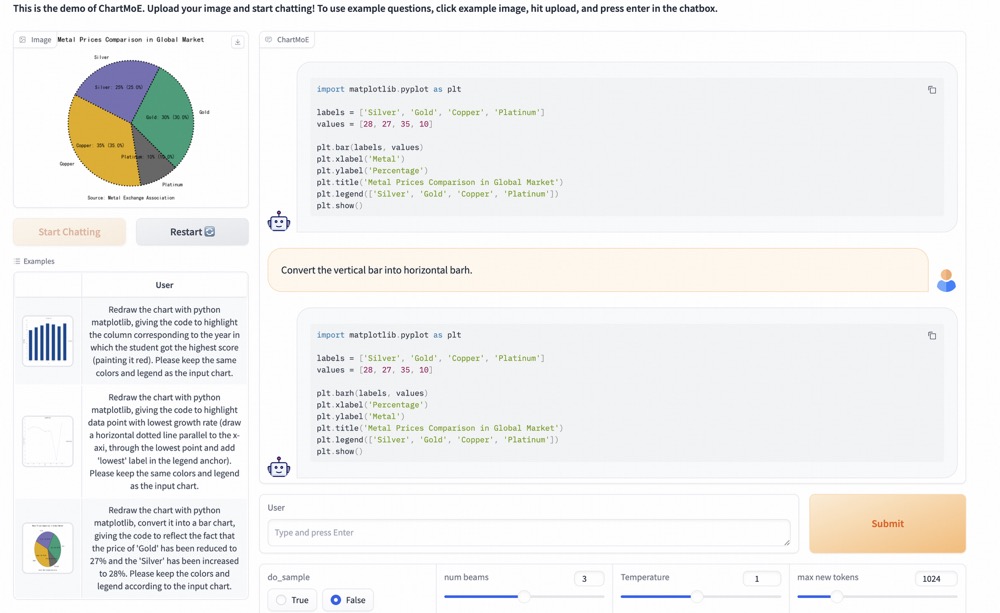 This is the demo of ChartMoE. Upload your image and start chatting! To use example questions, click example image, hit upload, and press enter in the chatbox.
Image
Metal Prices Comparison in Global Market
Silver
Silver: 25% (25.0%)
Gold
Gold: 30% (30.0%)
Copper: 35% (35.0%)
Platinum: 10% (10.0%)
Copper
Platinum
Source: Metal Exchange Association
Start Chatting
Restart
Examples
User
Redraw the chart with python
matplotlib, giving the code to highlight
the column corresponding to the year in
which the student got the highest score
(painting it red). Please keep the same
colors and legend as the input chart.
Redraw the chart with python
matplotlib, giving the code to highlight
data point with lowest growth rate (draw
a horizontal dotted line parallel to the x-
axi, through the lowest point and add
'lowest' label in the legend anchor).
Please keep the same colors and legend
as the input chart.
Redraw the chart with python
matplotlib, convert it into a bar chart,
giving the code to reflect the fact that
the price of 'Gold' has been reduced to
27% and the 'Silver' has been increased
to 28%. Please keep the colors and
legend according to the input chart.
ChartMoE
import matplotlib.pyplot as plt
labels = ['Silver', 'Gold', 'Copper', 'Platinum']
values = [28, 27, 35, 10]
plt.bar(labels, values)
plt.xlabel('Metal')
plt.ylabel('Percentage')
plt.title('Metal Prices Comparison in Global Market')
plt.legend(['Silver', 'Gold', 'Copper', 'Platinum'])
plt.show()
Convert the vertical bar into horizontal barh.
import matplotlib.pyplot as plt
labels = ['Silver', 'Gold', 'Copper', 'Platinum']
values = [28, 27, 35, 10]
plt.barh(labels, values)
plt.xlabel('Percentage')
plt.ylabel('Metal')
plt.title('Metal Prices Comparison in Global Market')
plt.legend(['Silver', 'Gold', 'Copper', 'Platinum'])
plt.show()
User
Type and press Enter
Submit
do_sample
True
False
num beams
3
Temperature
1
max new tokens
1024